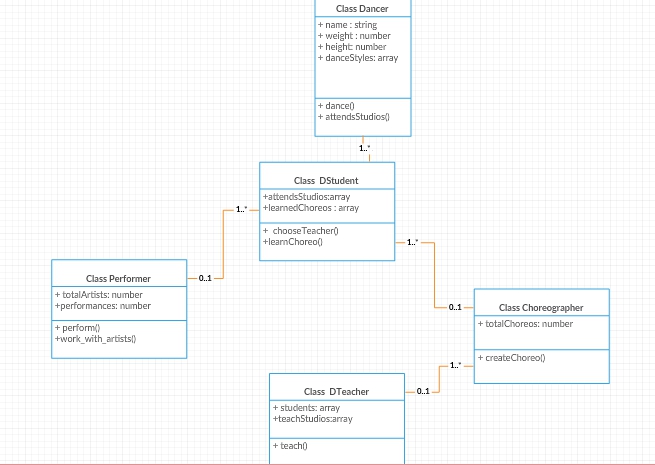 Class Dancer
+ name : string
+ weight : number
+ height: number
+ danceStyles: array
+ dance()
+ attendsStudios()
1..*
Class DStudent
+attendsStudios:array
+learnedChoreos : array
+ chooseTeacher()
+learnChoreo()
1..*
1..*
0..1
Class Performer
+ totalArtists: number
+performances: number
+ perform()
+work_with_artists()
0..1
Class Choreographer
+ totalChoreos: number
+ createChoreo()
1..*
0..1
Class DTeacher
+ students: array
+teachStudios:array
+ teach()